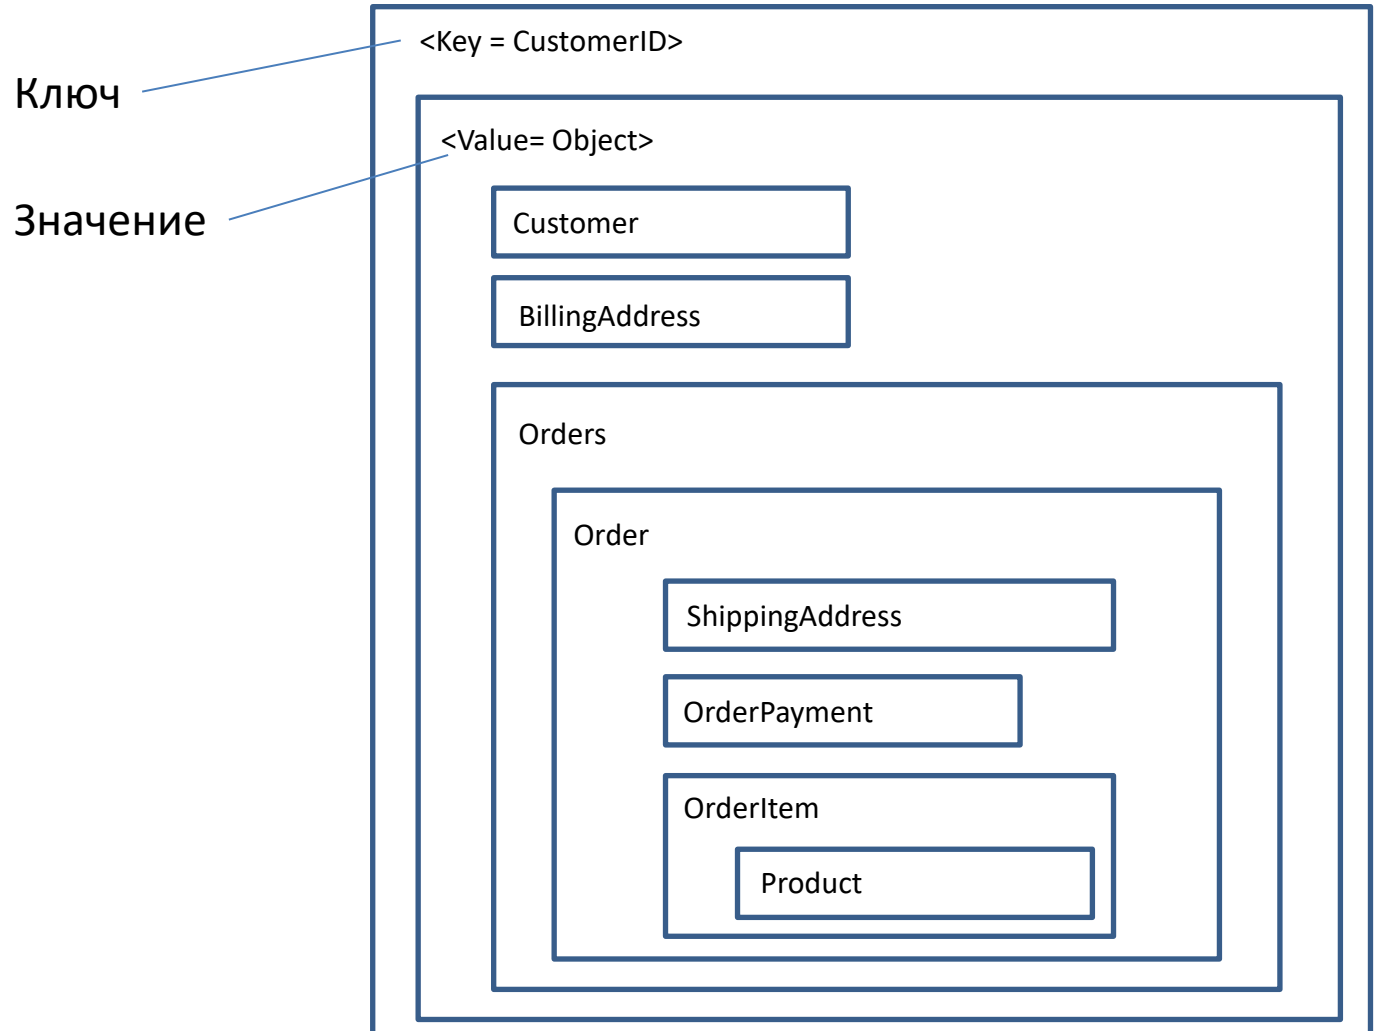 <Key = CustomerID>
Ключ
<Value= Object>
Значение
Customer
BillingAddress
Orders
Order
ShippingAddress
OrderPayment
OrderItem
Product